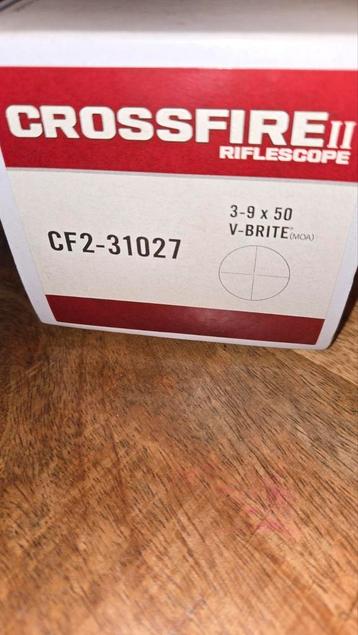 CROSSFIRE II
RIFLESCOPE
3-9 x 50
V-BRITE® (MOA)
CF2-31027